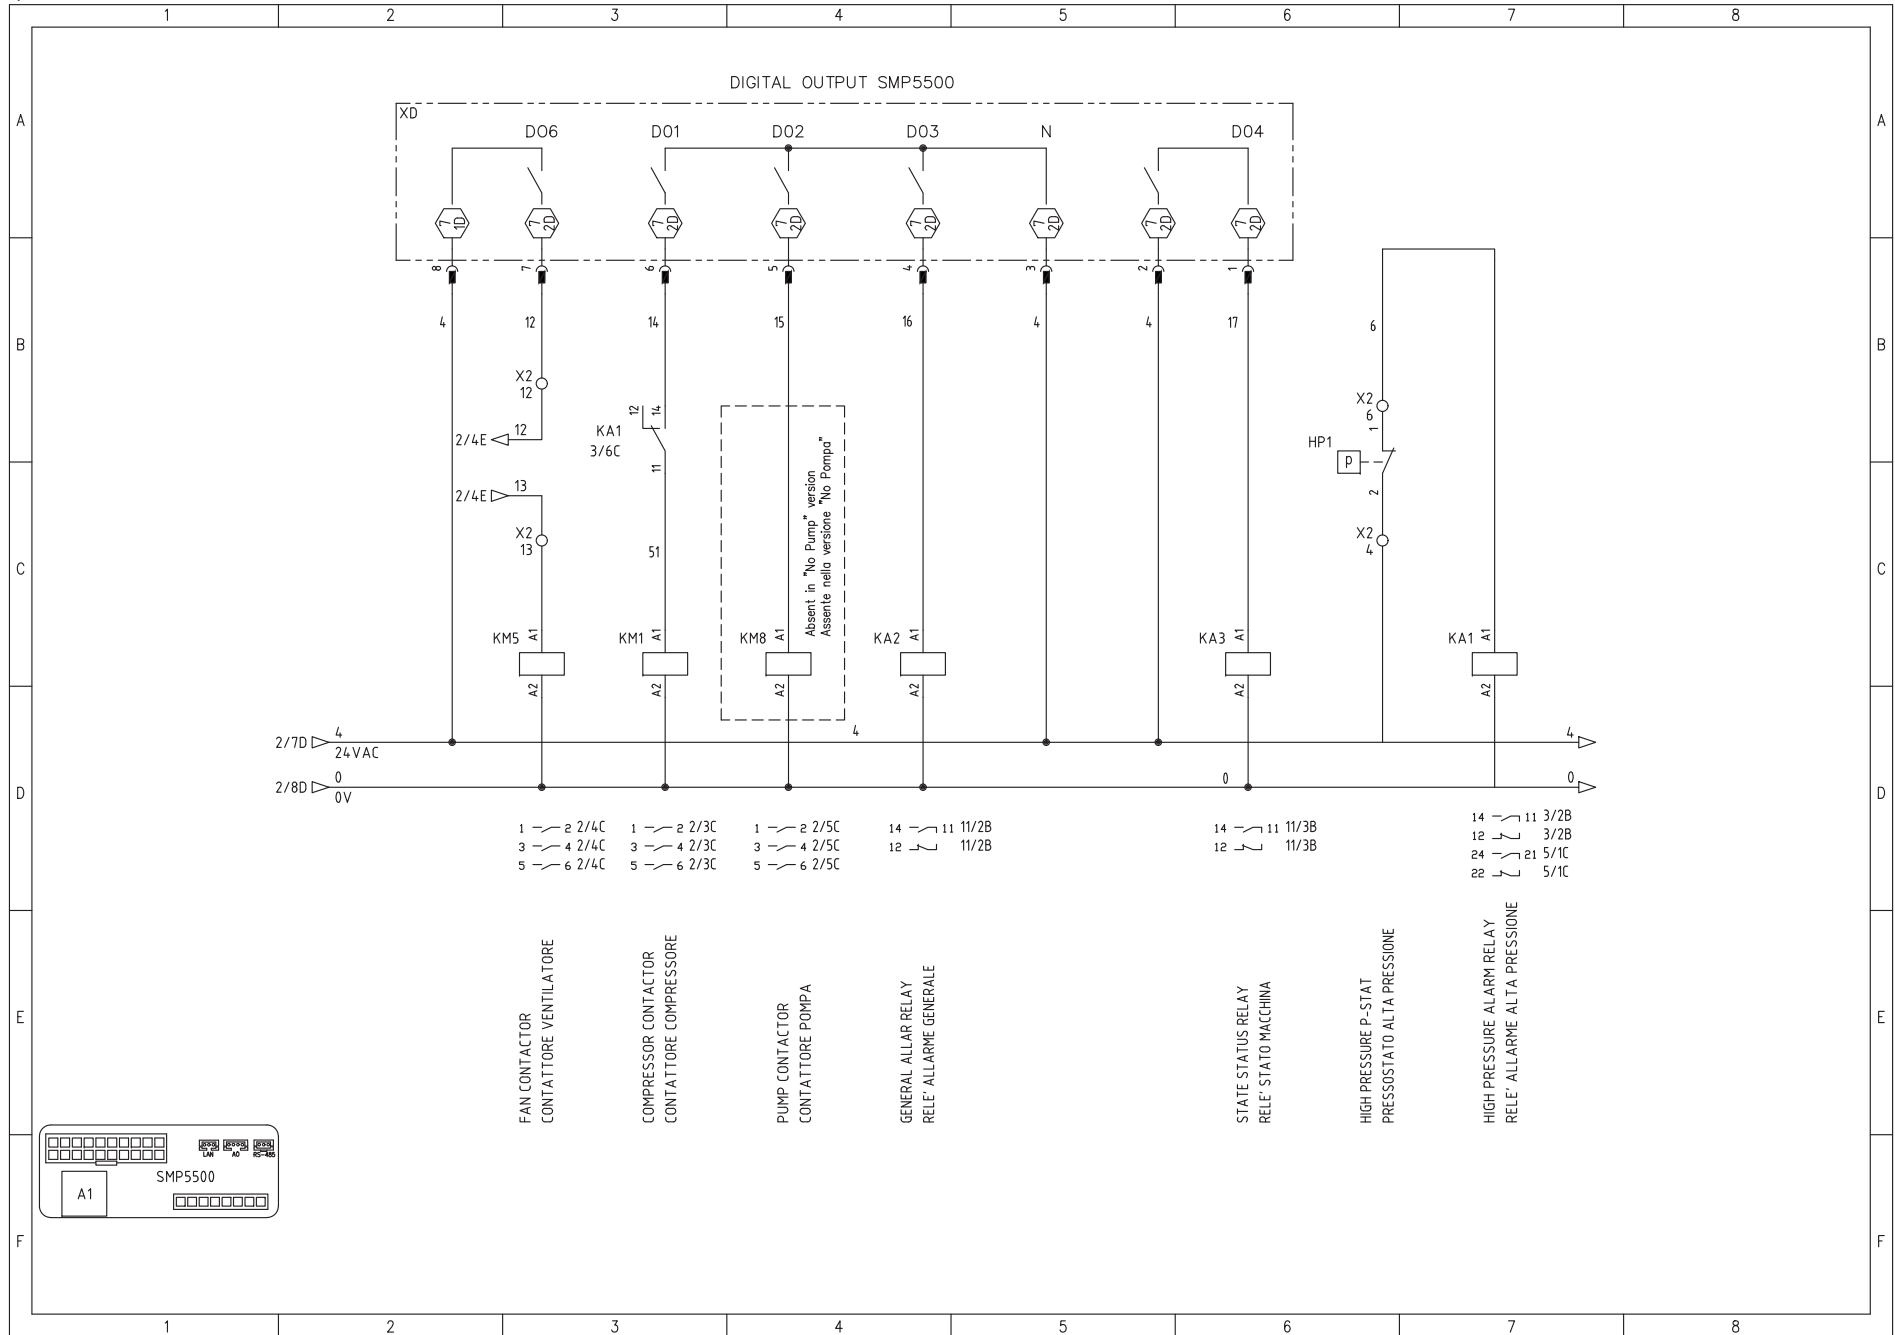 1 2 3 4 5 6 7 8
A A
B B
C C
D D
E E
F F
DIGITAL OUTPUT SMP5500
XD
DO6 DO1 DO2 DO3 N DO4
7 1D
7 2D
7 2D
7 2D
7 2D
7 2D
7 2D
7 2D
8 7 6 5 4 3 2 1
4 12 14 15 16 4 4 17 6
X2
12
2/4E 12
2/4E 13
X2
13
12 14
KA1
3/6C
11
51
Absent in "No Pump" version
Assente nella versione "No Pompa"
X2
6
1
HP1
P
2
X2
4
KM5 A1
A2
KM1 A1
A2
KM8 A1
A2
KA2 A1
A2
KA3 A1
A2
KA1 A1
A2
2/7D 4 4 4
24VAC
2/8D 0 0 0
0V
1 2 2/4C
3 4 2/4C
5 6 2/4C
1 2 2/3C
3 4 2/3C
5 6 2/3C
1 2 2/5C
3 4 2/5C
5 6 2/5C
14 11 11/2B
12 11/2B
14 11 11/3B
12 11/3B
14 11 3/2B
12 3/2B
24 21 5/1C
22 5/1C
FAN CONTACTOR
CONTATTORE VENTILATORE
COMPRESSOR CONTACTOR
CONTATTORE COMPRESSORE
PUMP CONTACTOR
CONTATTORE POMPA
GENERAL ALLAR RELAY
RELE' ALLARME GENERALE
STATE STATUS RELAY
RELE' STATO MACCHINA
HIGH PRESSURE P-STAT
PRESSOSTATO ALTA PRESSIONE
HIGH PRESSURE ALARM RELAY
RELE' ALLARME ALTA PRESSIONE
LAN AO RS-485
SMP5500
A1
1 2 3 4 5 6 7 8